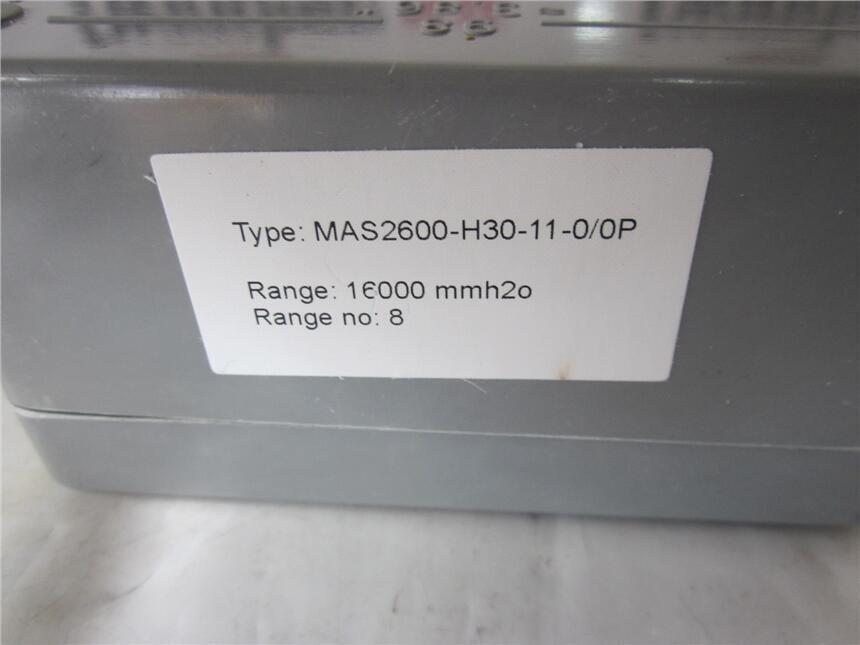 Type: MAS2600-H30-11-0/0P
Range: 16000 mmh2o
Range no: 8